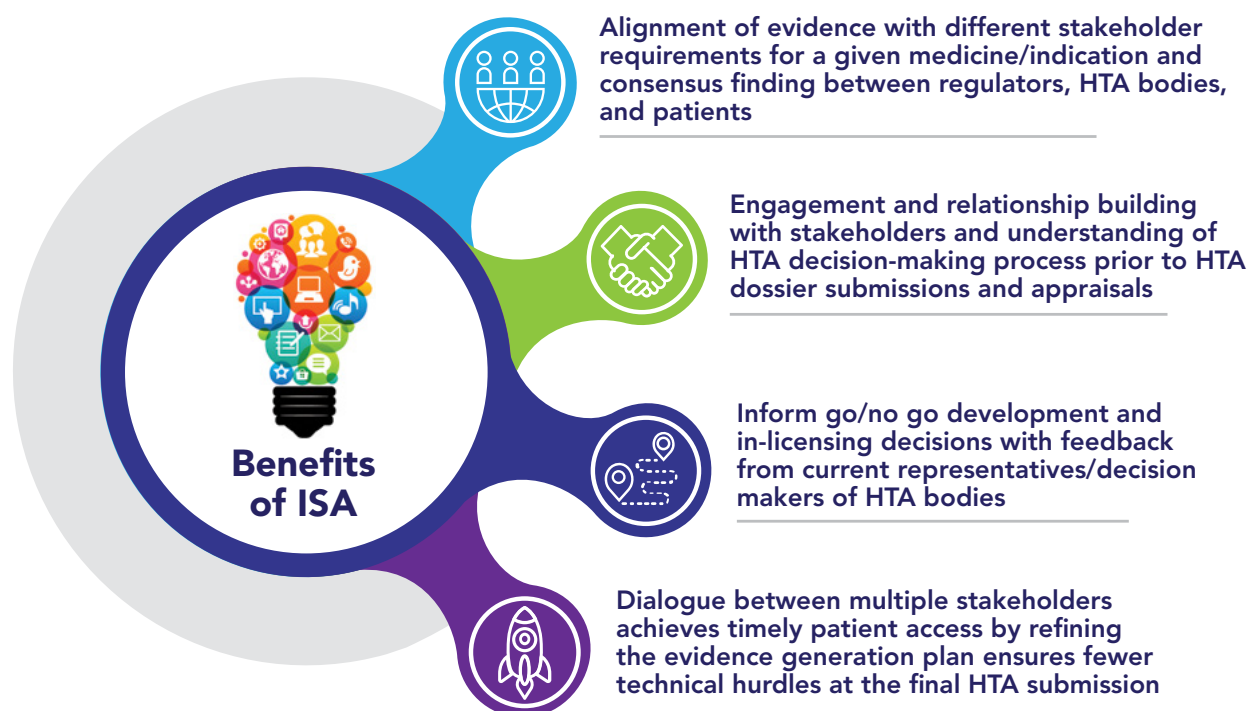 Alignment of evidence with different stakeholder
requirements for a given medicine/indication and
consensus finding between regulators, HTA bodies,
and patients
Engagement and relationship building
with stakeholders and understanding of
HTA decision-making process prior to HTA
dossier submissions and appraisals
Benefits
of ISA
Inform go/no go development and
in-licensing decisions with feedback
from current representatives/decision
makers of HTA bodies
Dialogue between multiple stakeholders
achieves timely patient access by refining
the evidence generation plan ensures fewer
technical hurdles at the final HTA submission